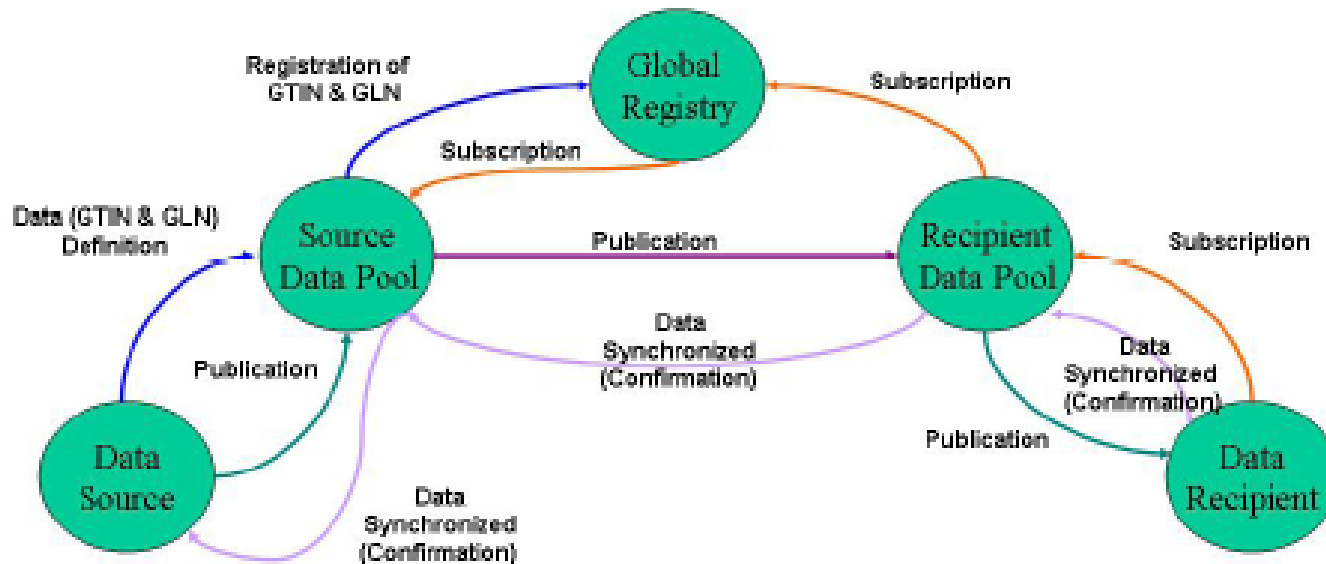 Registration of
GTIN & GLN
Global
Registry
Subscription
Subscription
Data (GTIN & GLN)
Definition
Source
Data Pool
Publication
Recipient
Data Pool
Subscription
Publication
Data
Synchronized
(Confirmation)
Data
Synchronized
(Confirmation)
Publication
Data
Source
Data
Synchronized
(Confirmation)
Data
Recipient